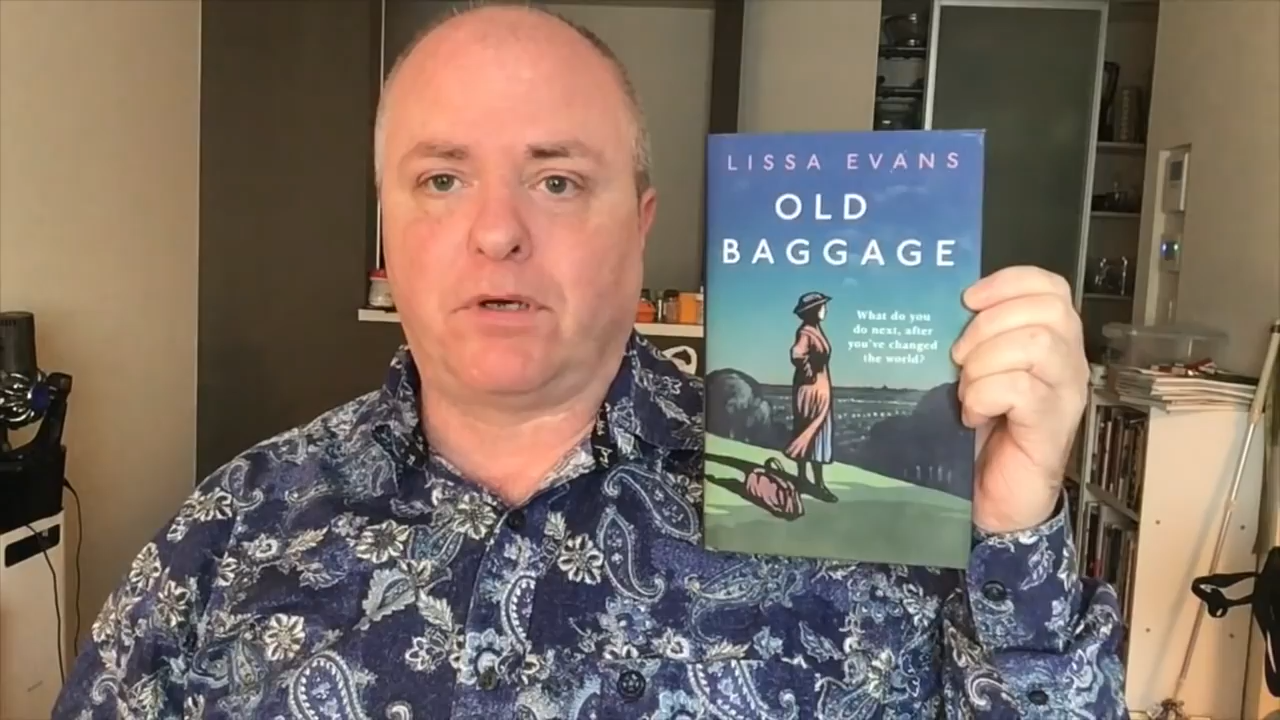 LISSA EVANS
OLD
BAGGAGE
What do you
do next, after
you've changed
the world?